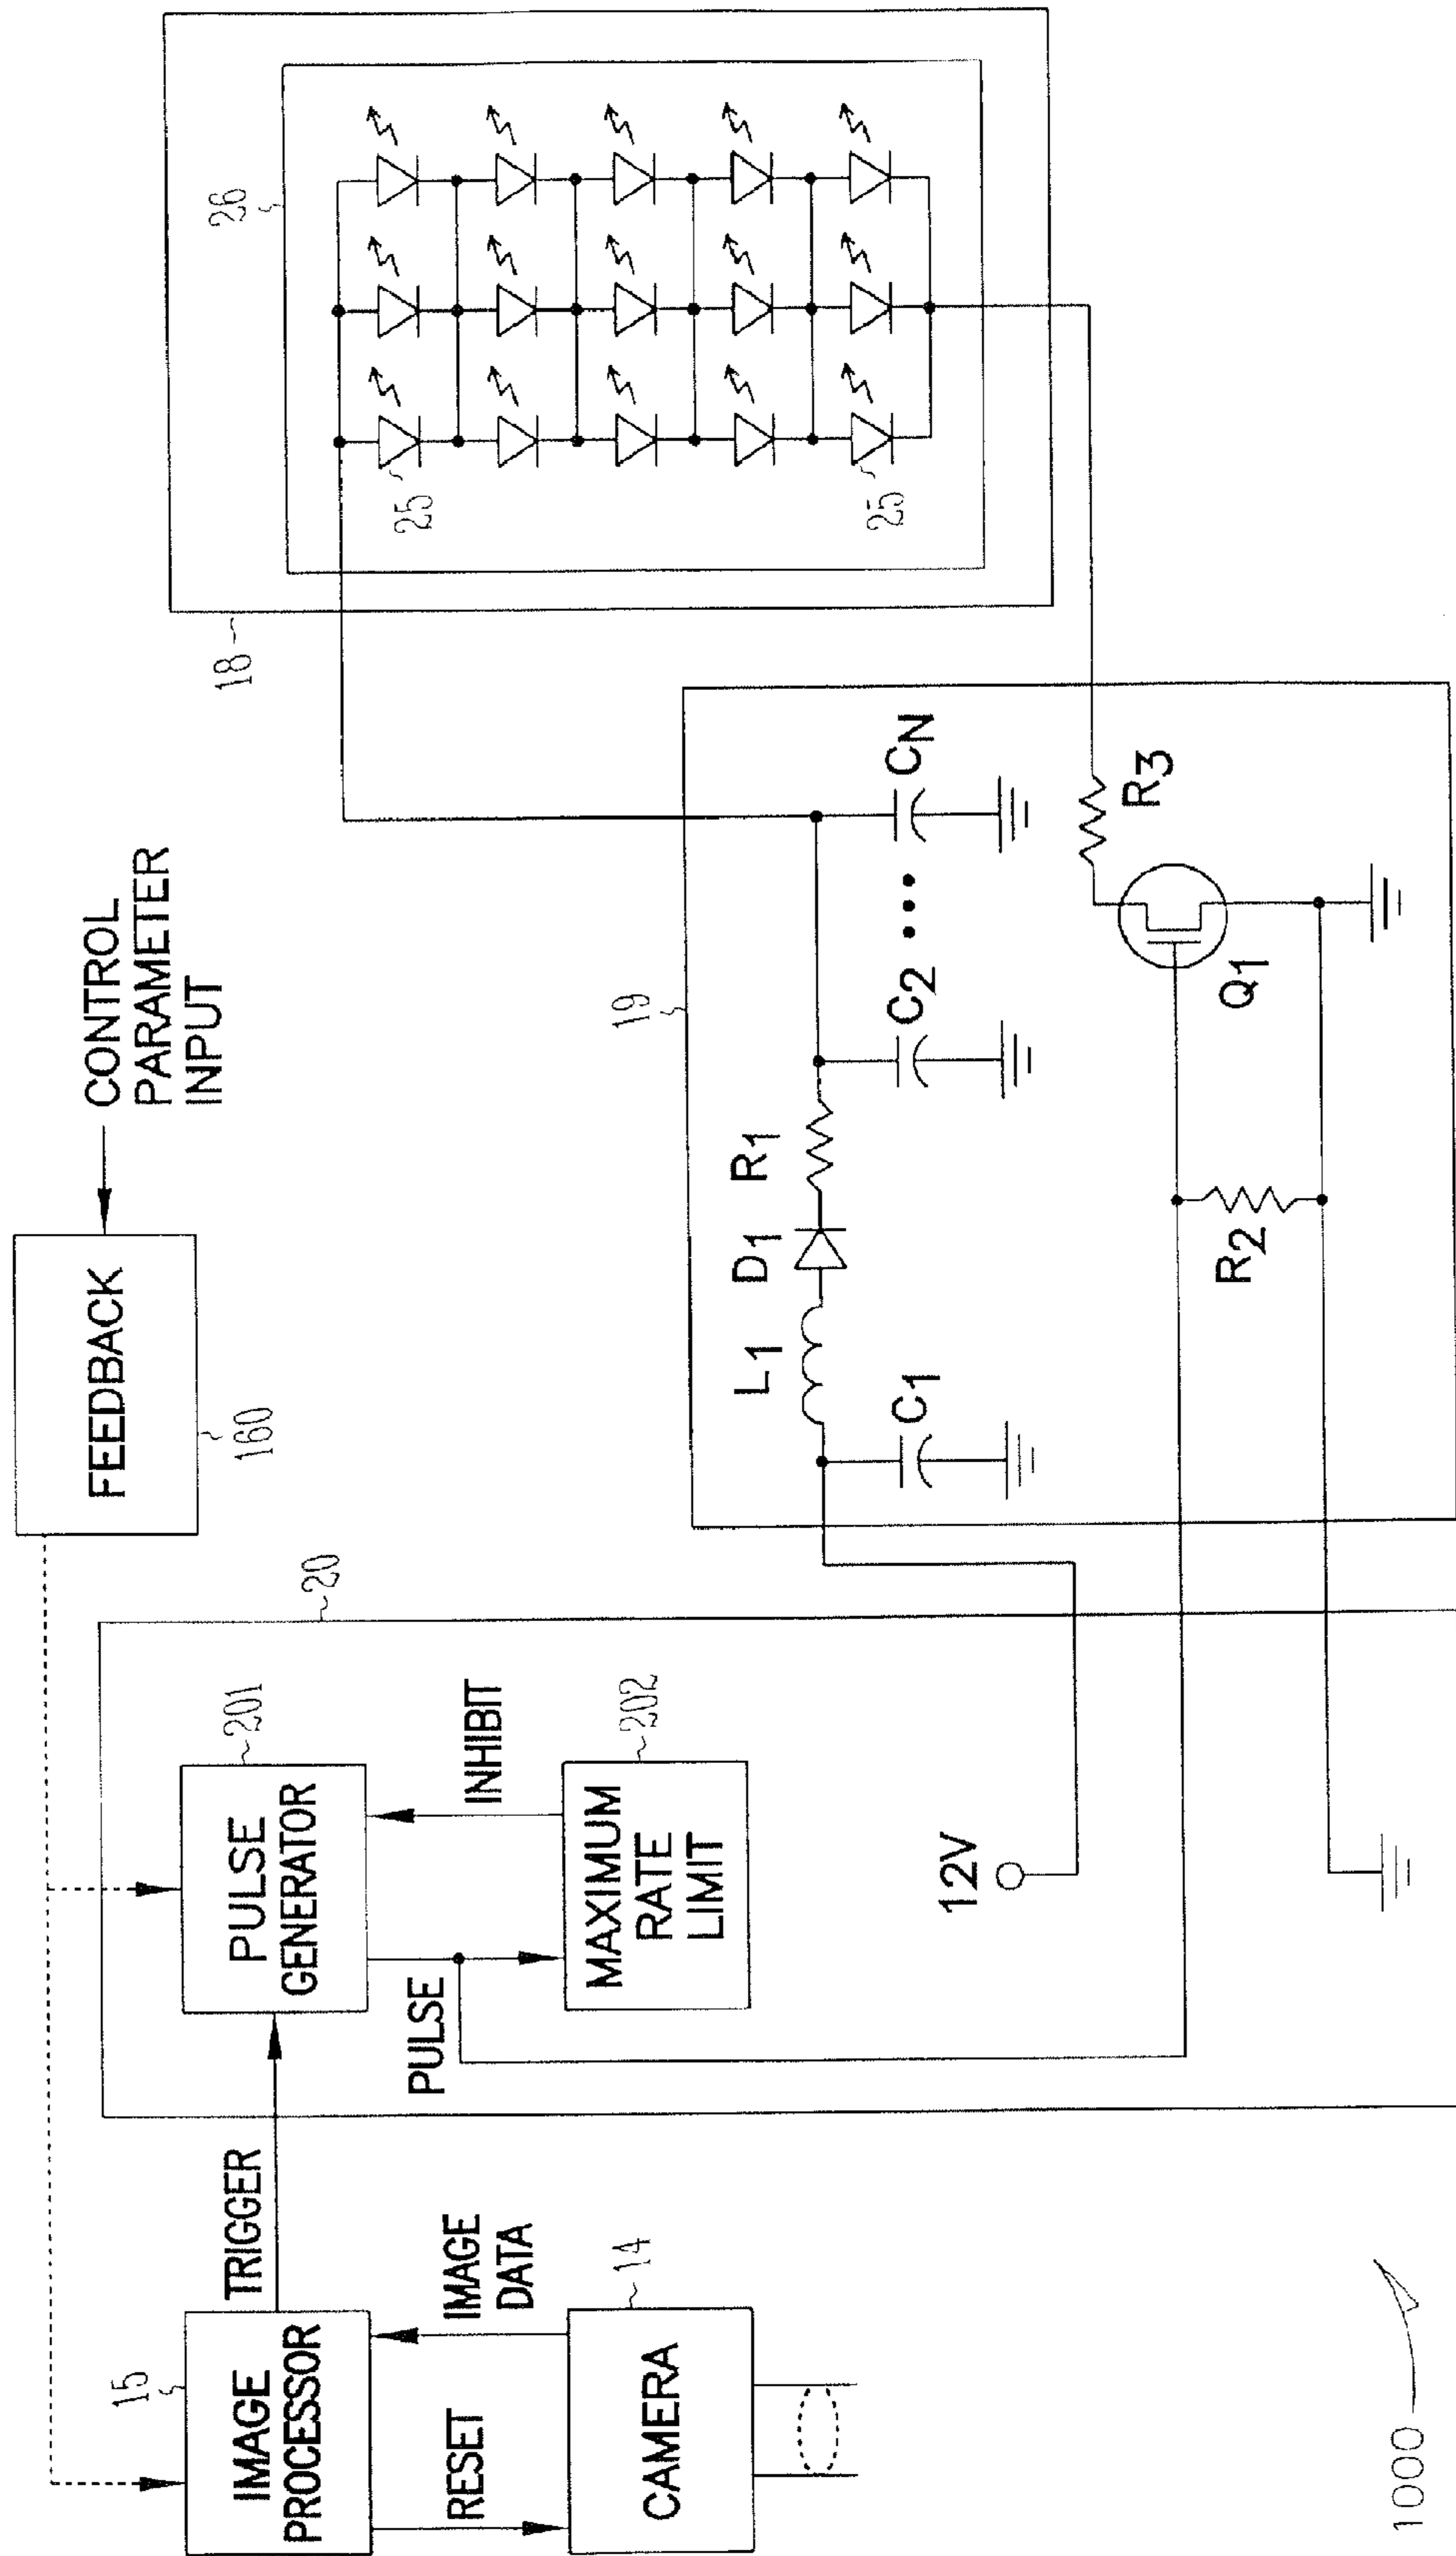 CONTROL
PARAMETER
INPUT
FEEDBACK
160
18
26
25
25
20
201
PULSE
GENERATOR
INHIBIT
202
MAXIMUM
RATE
LIMIT
PULSE
12V
TRIGGER
15
IMAGE
PROCESSOR
IMAGE
DATA
RESET
14
CAMERA
19
L1
D1
R1
C1
C2
CN
R2
Q1
R3
1000